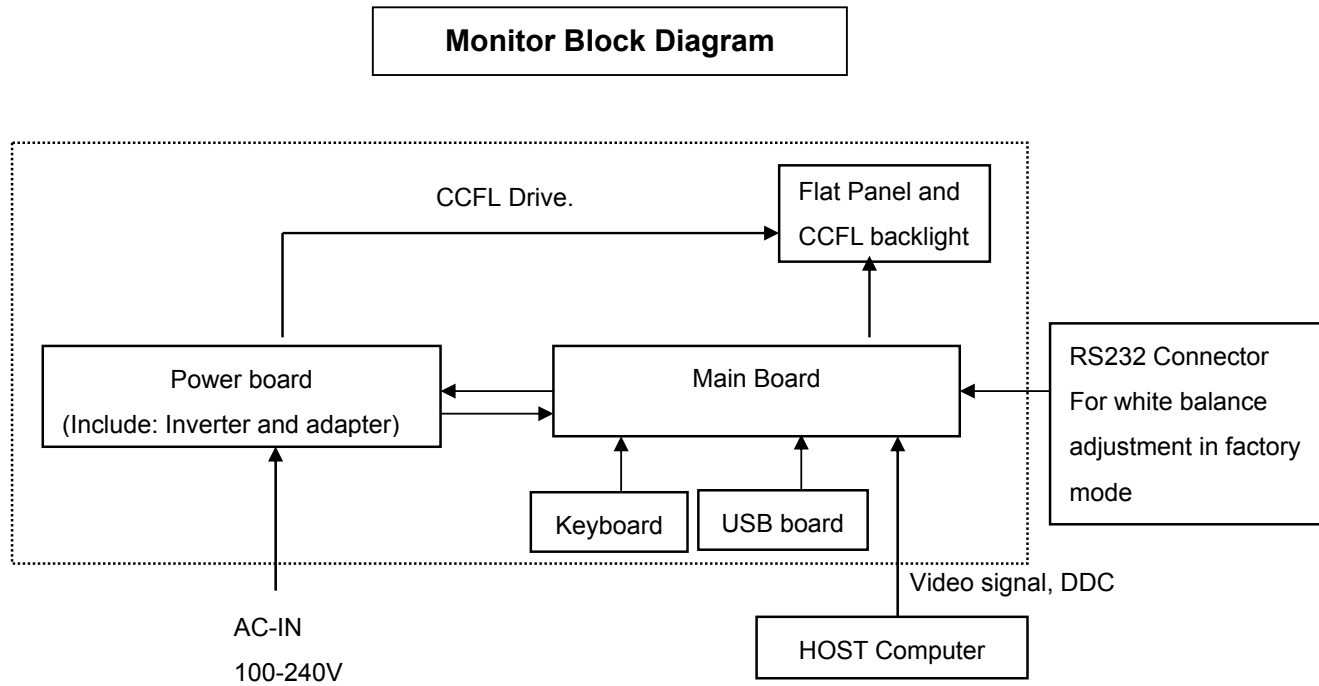 Monitor Block Diagram
CCFL Drive.
Flat Panel and
CCFL backlight
Power board
(Include: Inverter and adapter)
Main Board
RS232 Connector
For white balance
adjustment in factory
mode
Keyboard
USB board
Video signal, DDC
AC-IN
100-240V
HOST Computer